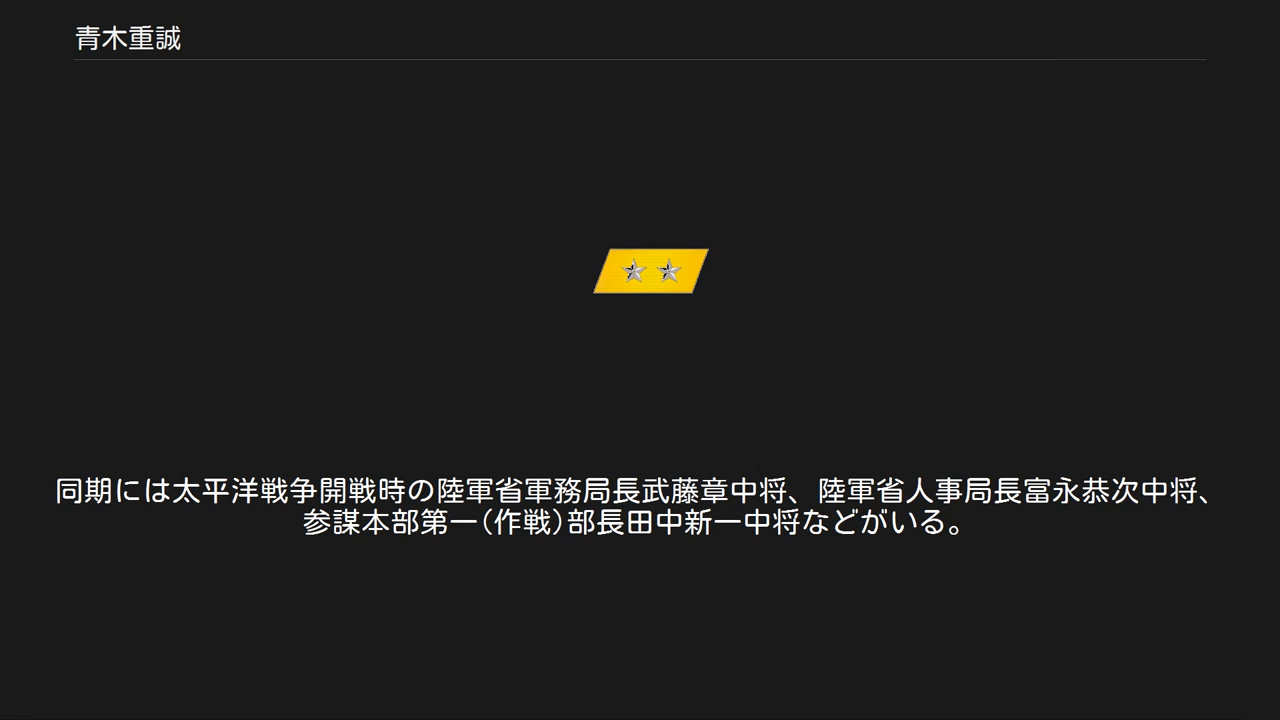 青木重誠
同期には太平洋戦争開戦時の陸軍省軍務局長武藤章中将、陸軍省人事局長富永恭次中将、
参謀本部第一(作戦)部長田中新一中将などがいる。